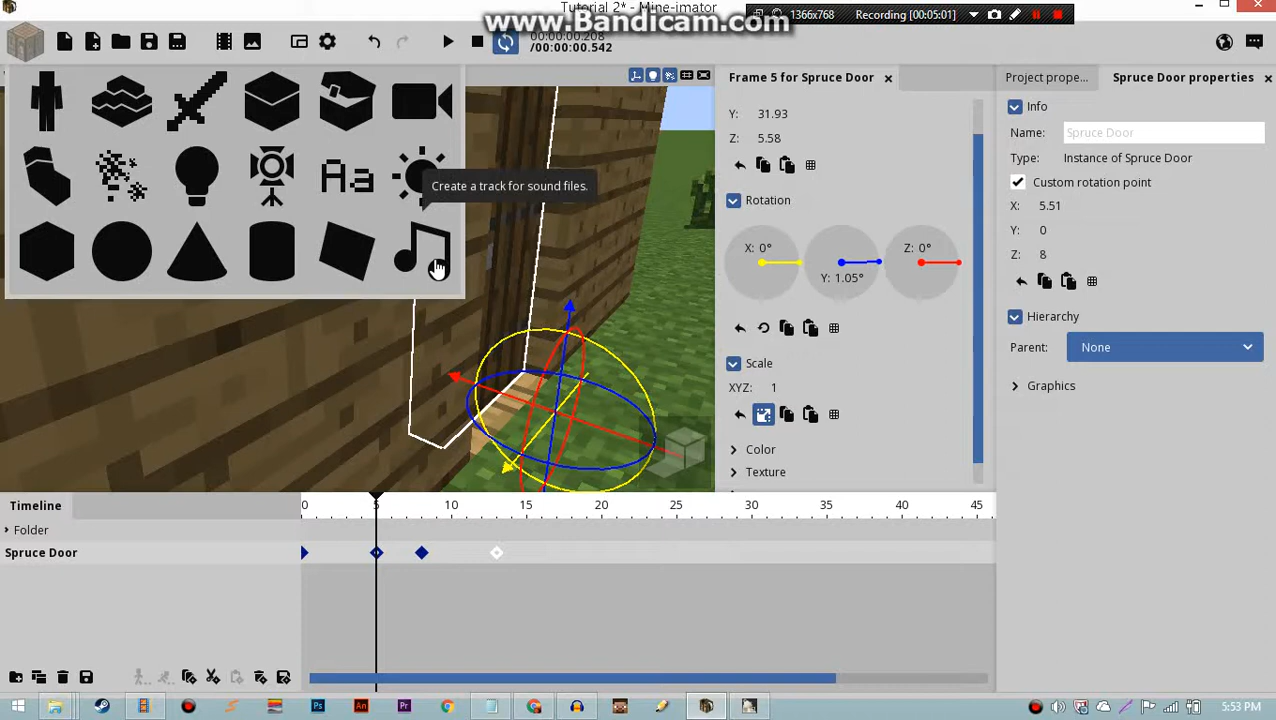 Tutorial 2* - Mine-imator
www.Bandicam.com
1366x768 Recording [00:05:01]
00:00:00.208
/00:00:00.542
Aa
Create a track for sound files.
Frame 5 for Spruce Door
Y: 31.93
Z: 5.58
Rotation
X: 0°
Y: 1.05°
Z: 0°
Scale
XYZ: 1
Color
Texture
Project prope...
Spruce Door properties
Info
Name: Spruce Door
Type: Instance of Spruce Door
Custom rotation point
X: 5.51
Y: 0
Z: 8
Hierarchy
Parent: None
Graphics
Timeline
0 5 10 15 20 25 30 35 40 45
Folder
Spruce Door
Ps
An
Pr
5:53 PM